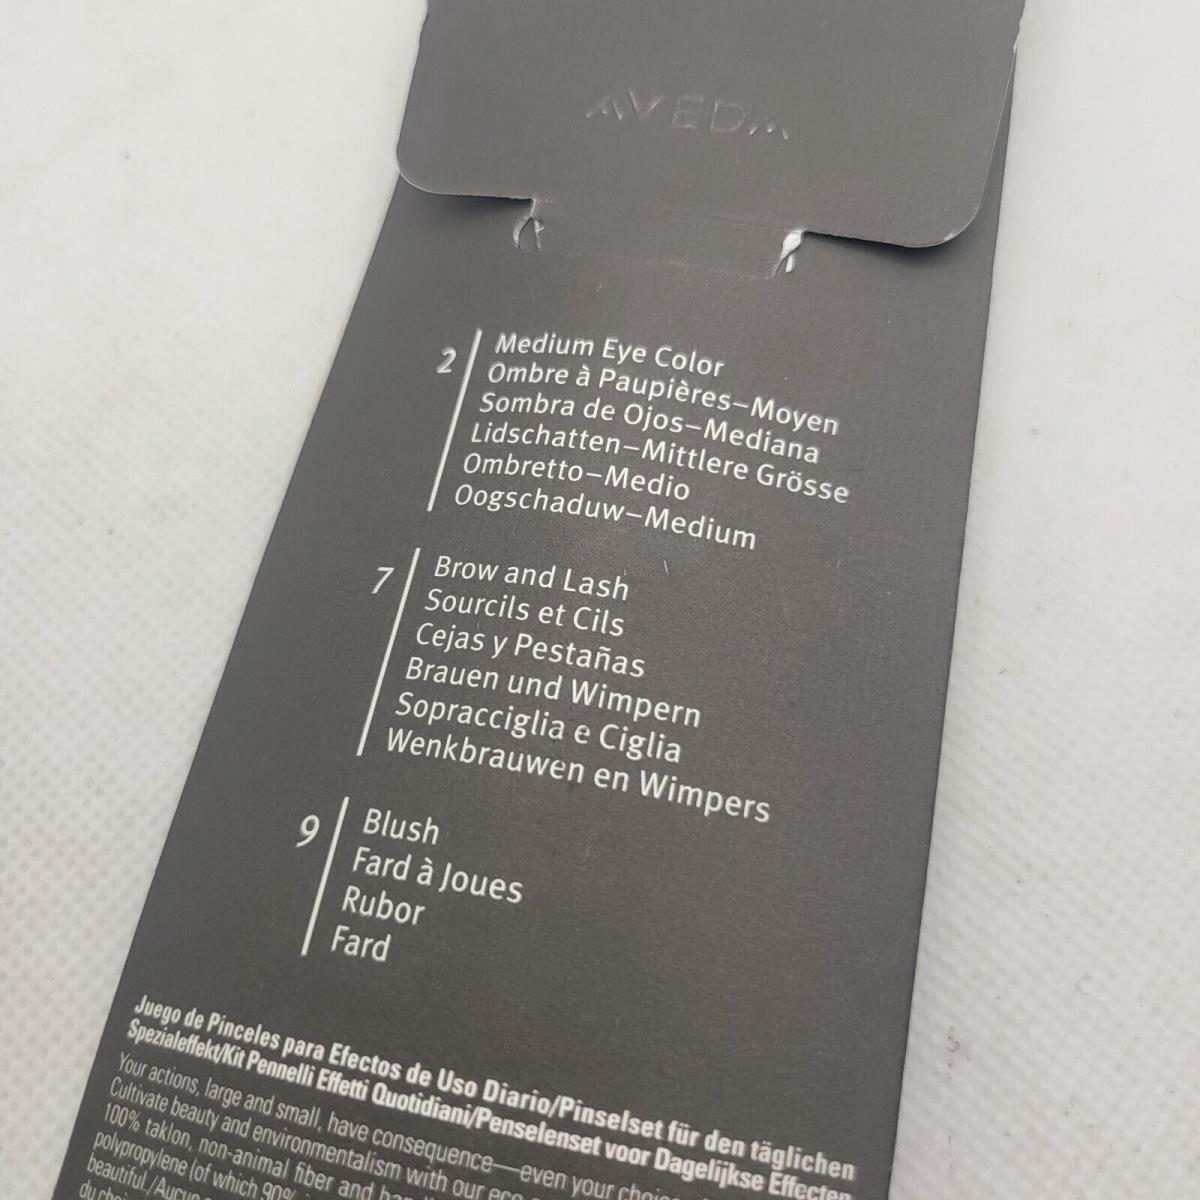 AVEDA
2
Medium Eye Color
Ombre à Paupières–Moyen
Sombra de Ojos–Mediana
Lidschatten–Mittlere Grösse
Ombretto–Medio
Oogschaduw–Medium
7
Brow and Lash
Sourcils et Cils
Cejas y Pestañas
Brauen und Wimpern
Sopracciglia e Ciglia
Wenkbrauwen en Wimpers
9
Blush
Fard à Joues
Rubor
Fard
Juego de Pinceles para Efectos de Uso Diario/Pinselset für den täglichen
Spezialeffekt/Kit Pennelli Effetti Quotidiani/Penselenset voor Dagelijkse Effecten
Your actions, large and small, have consequence—even your
Cultivate beauty and environmentalism with our
100% taklon, non-animal fiber and
polypropylene (of which 90%
beautiful./Aucun
du